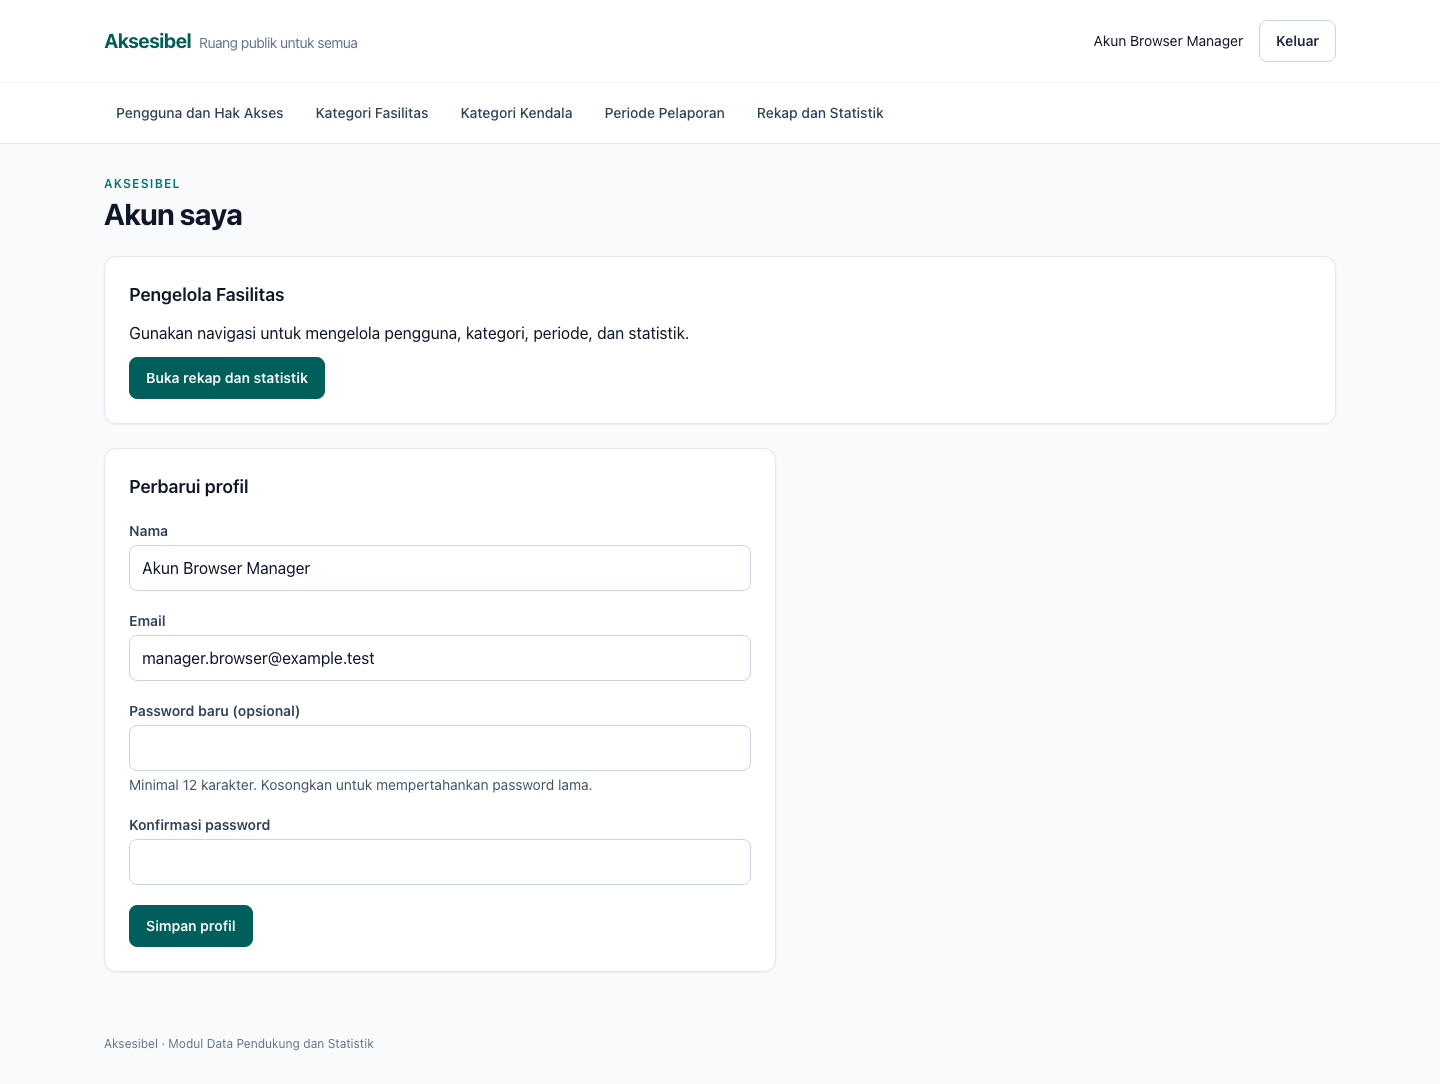 Aksesibel Ruang publik untuk semua
Akun Browser Manager
Keluar
Pengguna dan Hak Akses
Kategori Fasilitas
Kategori Kendala
Periode Pelaporan
Rekap dan Statistik
AKSESIBEL
Akun saya
Pengelola Fasilitas
Gunakan navigasi untuk mengelola pengguna, kategori, periode, dan statistik.
Buka rekap dan statistik
Perbarui profil
Nama
Akun Browser Manager
Email
manager.browser@example.test
Password baru (opsional)
Minimal 12 karakter. Kosongkan untuk mempertahankan password lama.
Konfirmasi password
Simpan profil
Aksesibel · Modul Data Pendukung dan Statistik